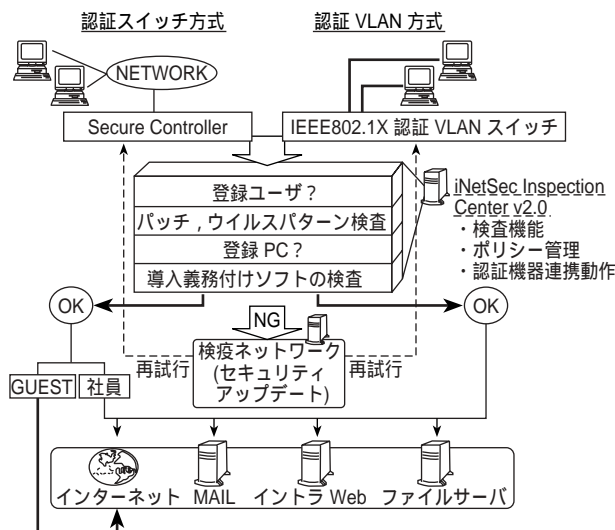 認証スイッチ方式
認証 VLAN 方式
NETWORK
Secure Controller
IEEE802.1X 認証 VLAN スイッチ
登録ユーザ？
パッチ，ウイルスパターン検査
登録 PC？
導入義務付けソフトの検査
iNetSec Inspection
Center v2.0
・検査機能
・ポリシー管理
・認証機器連携動作
OK
NG
OK
再試行
検疫ネットワーク
(セキュリティ
アップデート)
再試行
GUEST
社員
インターネット
MAIL
イントラ Web
ファイルサーバ